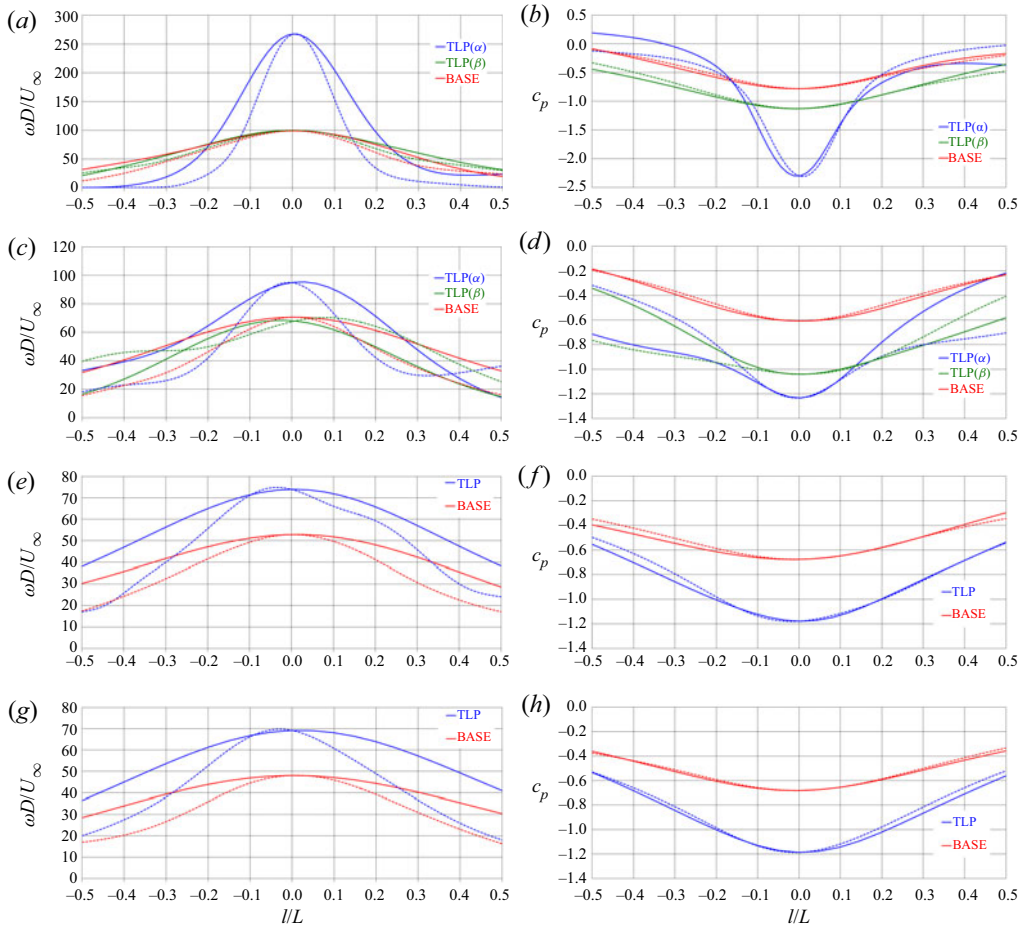 (a)
300
250
200
150
100
50
0
ωD/U∞
TLP(α)
TLP(β)
BASE
–0.5 –0.4 –0.3 –0.2 –0.1 0.0 0.1 0.2 0.3 0.4 0.5
(b)
0.5
0.0
–0.5
–1.0
–1.5
–2.0
–2.5
cp
TLP(α)
TLP(β)
BASE
–0.5 –0.4 –0.3 –0.2 –0.1 0.0 0.1 0.2 0.3 0.4 0.5
(c)
120
100
80
60
40
20
0
ωD/U∞
TLP(α)
TLP(β)
BASE
–0.5 –0.4 –0.3 –0.2 –0.1 0.0 0.1 0.2 0.3 0.4 0.5
(d)
0.0
–0.2
–0.4
–0.6
–0.8
–1.0
–1.2
–1.4
cp
TLP(α)
TLP(β)
BASE
–0.5 –0.4 –0.3 –0.2 –0.1 0.0 0.1 0.2 0.3 0.4 0.5
(e)
80
70
60
50
40
30
20
10
0
ωD/U∞
TLP
BASE
–0.5 –0.4 –0.3 –0.2 –0.1 0.0 0.1 0.2 0.3 0.4 0.5
(f)
0.0
–0.2
–0.4
–0.6
–0.8
–1.0
–1.2
–1.4
cp
TLP
BASE
–0.5 –0.4 –0.3 –0.2 –0.1 0.0 0.1 0.2 0.3 0.4 0.5
(g)
80
70
60
50
40
30
20
10
0
ωD/U∞
TLP
BASE
–0.5 –0.4 –0.3 –0.2 –0.1 0.0 0.1 0.2 0.3 0.4 0.5
l/L
(h)
0.0
–0.2
–0.4
–0.6
–0.8
–1.0
–1.2
–1.4
cp
TLP
BASE
–0.5 –0.4 –0.3 –0.2 –0.1 0.0 0.1 0.2 0.3 0.4 0.5
l/L